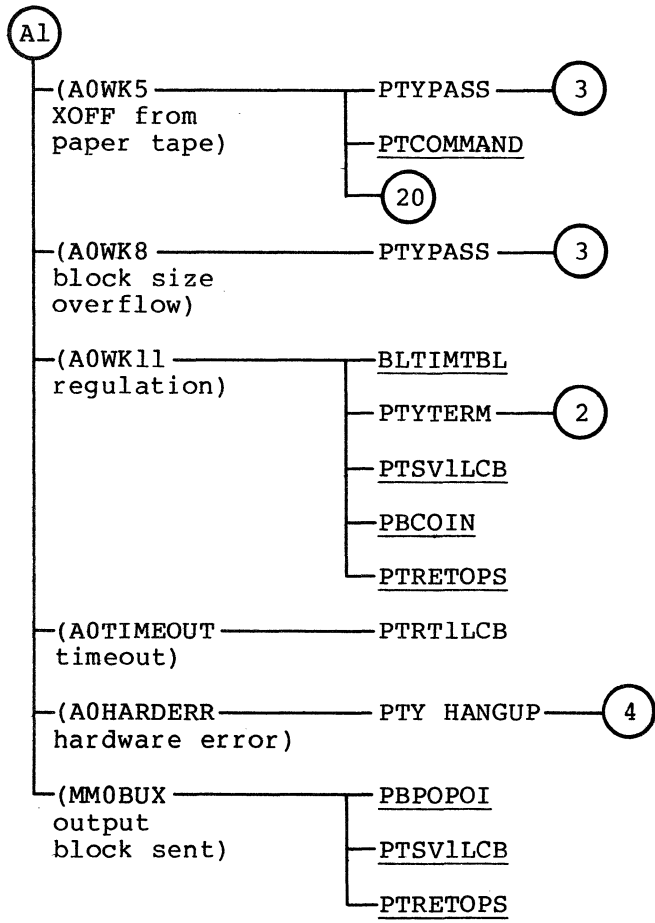 A1
(A0WK5 PTYPASS 3
XOFF from
paper tape) PTCOMMAND
20
(A0WK8 PTYPASS 3
block size
overflow)
(A0WK11 BLTIMTBL
regulation)
PTYTERM 2
PTSV1LCB
PBCOIN
PTRETOPS
(A0TIMEOUT PTRT1LCB
timeout)
(A0HARDERR PTY HANGUP 4
hardware error)
(MM0BUX PBPOPOI
output
block sent) PTSV1LCB
PTRETOPS